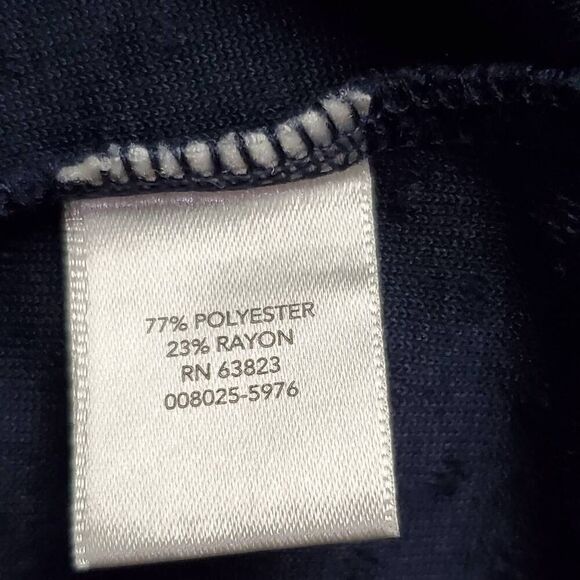 77% POLYESTER
23% RAYON
RN 63823
008025-5976